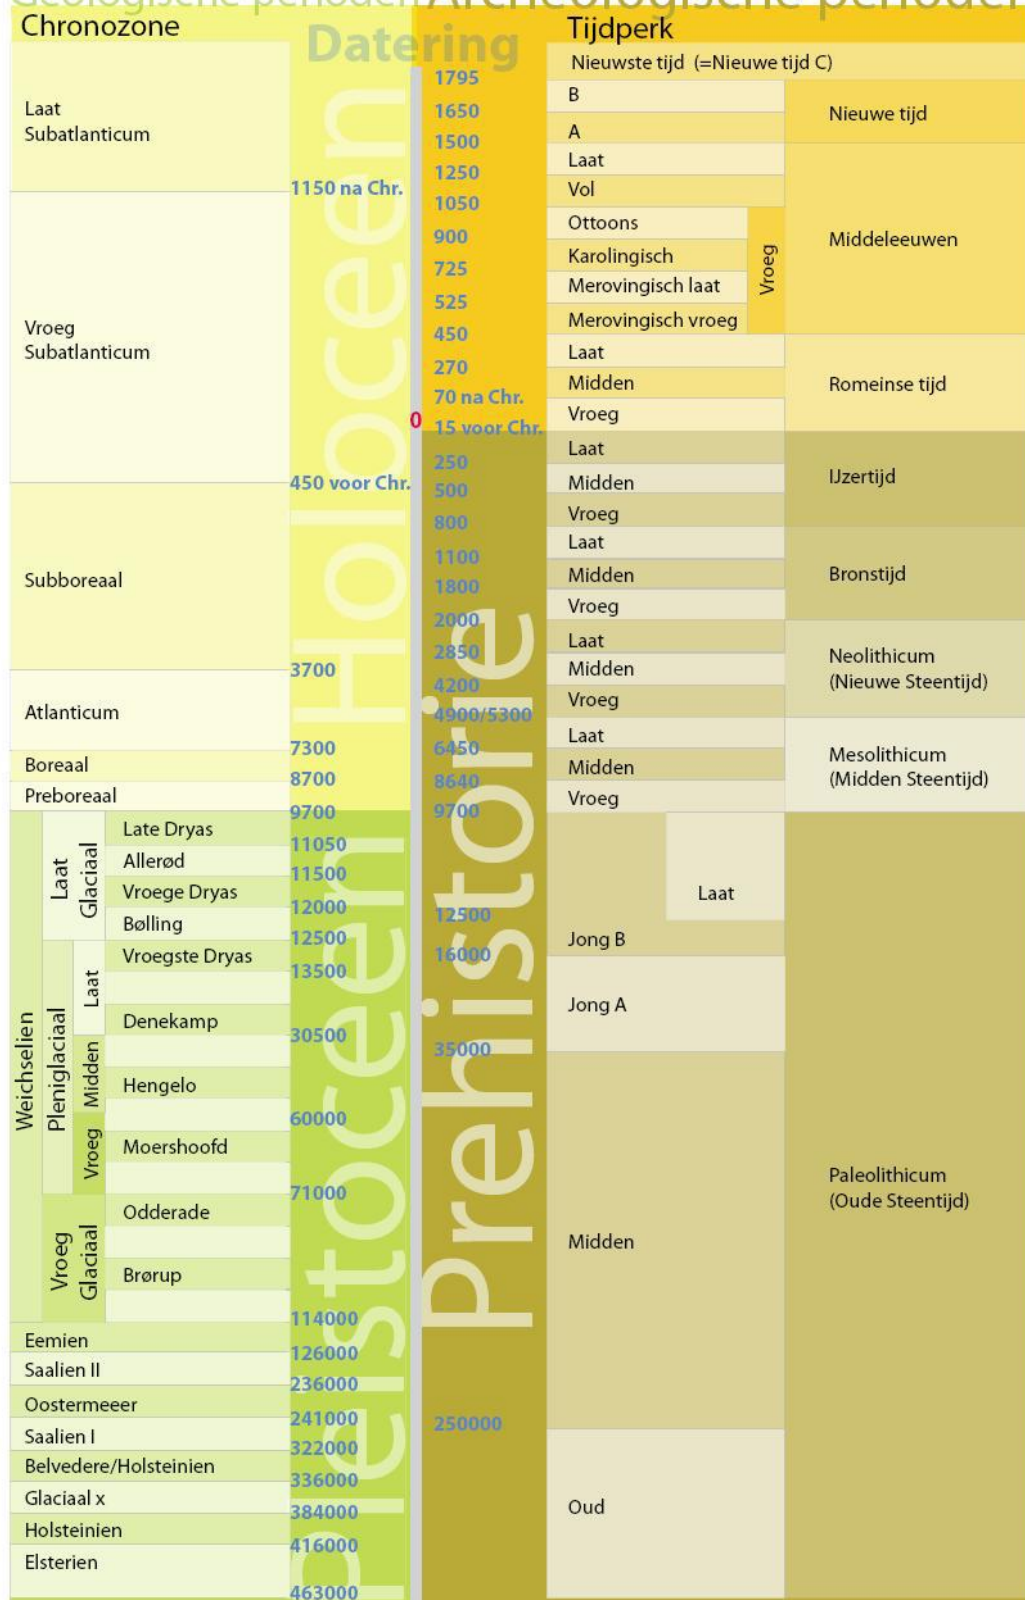 Geologische perioden Archeologische perioden
Chronozone
Datering
Tijdperk
Laat
Subatlanticum
1150 na Chr.
Vroeg
Subatlanticum
450 voor Chr.
Subboreaal
3700
Atlanticum
7300
Boreaal
8700
Preboreaal
9700
Holoceen
Weichselien
Laat
Glaciaal
Late Dryas
11050
Allerød
11500
Vroege Dryas
12000
Bølling
12500
Pleniglaciaal
Laat
Vroegste Dryas
13500
Denekamp
30500
Midden
Hengelo
60000
Vroeg
Moershoofd
71000
Vroeg
Glaciaal
Odderade
Brørup
114000
Eemien
126000
Saalien II
236000
Oostermeeer
241000
Saalien I
322000
Belvedere/Holsteinien
336000
Glaciaal x
384000
Holsteinien
416000
Elsterien
463000
Pleistoceen
0
Nieuwste tijd (=Nieuwe tijd C)
1795
B
1650
A
1500
Nieuwe tijd
Laat
1250
Vol
1050
Ottoons
900
Karolingisch
725
Merovingisch laat
525
Merovingisch vroeg
450
Vroeg
Middeleeuwen
Laat
270
Midden
70 na Chr.
Vroeg
15 voor Chr.
Romeinse tijd
Laat
250
Midden
500
Vroeg
800
IJzertijd
Laat
1100
Midden
1800
Vroeg
2000
Bronstijd
Laat
2850
Midden
4200
Vroeg
4900/5300
Neolithicum
(Nieuwe Steentijd)
Laat
6450
Midden
8640
Vroeg
9700
Mesolithicum
(Midden Steentijd)
Laat
12500
Jong B
16000
Jong A
35000
Midden
250000
Oud
Paleolithicum
(Oude Steentijd)
Prehistorie